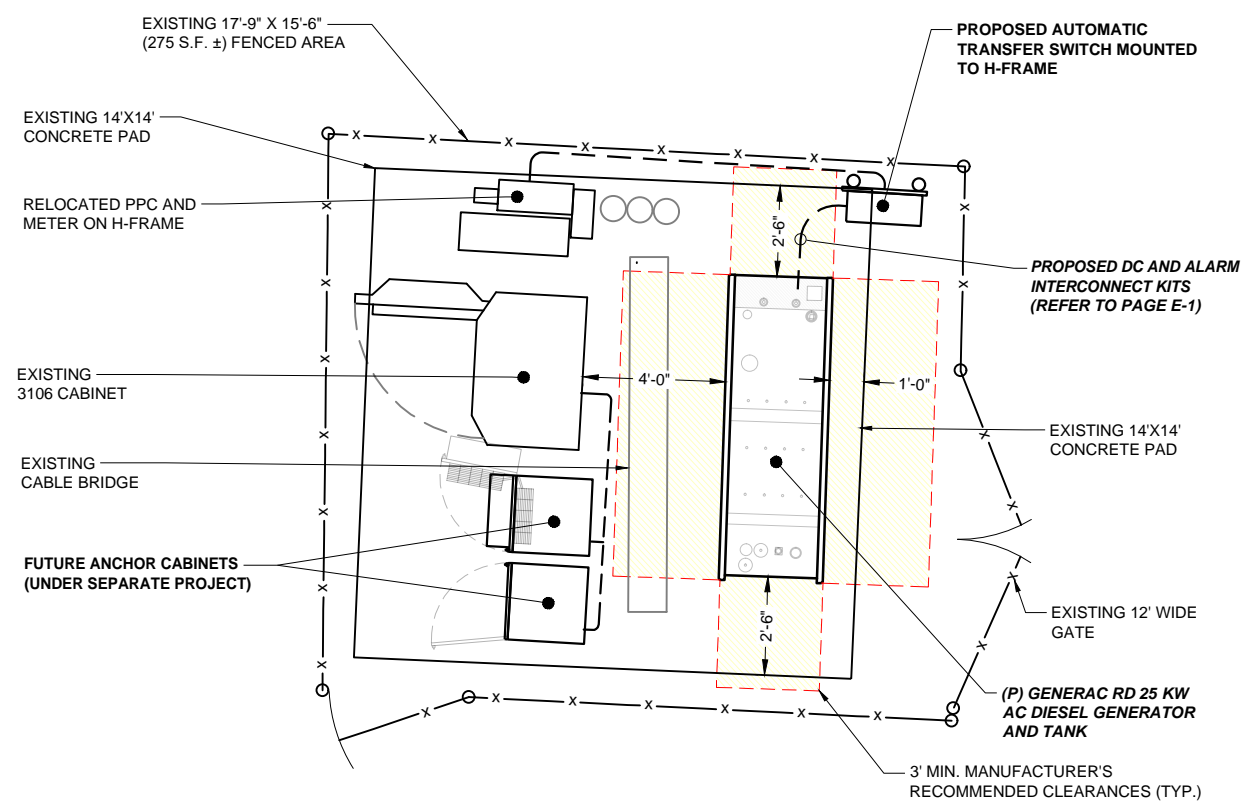 EXISTING 17'-9" X 15'-6"
(275 S.F. ±) FENCED AREA
PROPOSED AUTOMATIC
TRANSFER SWITCH MOUNTED
TO H-FRAME
EXISTING 14'X14'
CONCRETE PAD
RELOCATED PPC AND
METER ON H-FRAME
2'-6"
PROPOSED DC AND ALARM
INTERCONNECT KITS
(REFER TO PAGE E-1)
EXISTING
3106 CABINET
4'-0"
1'-0"
EXISTING 14'X14'
CONCRETE PAD
EXISTING
CABLE BRIDGE
FUTURE ANCHOR CABINETS
(UNDER SEPARATE PROJECT)
EXISTING 12' WIDE
GATE
2'-6"
(P) GENERAC RD 25 KW
AC DIESEL GENERATOR
AND TANK
3' MIN. MANUFACTURER'S
RECOMMENDED CLEARANCES (TYP.)